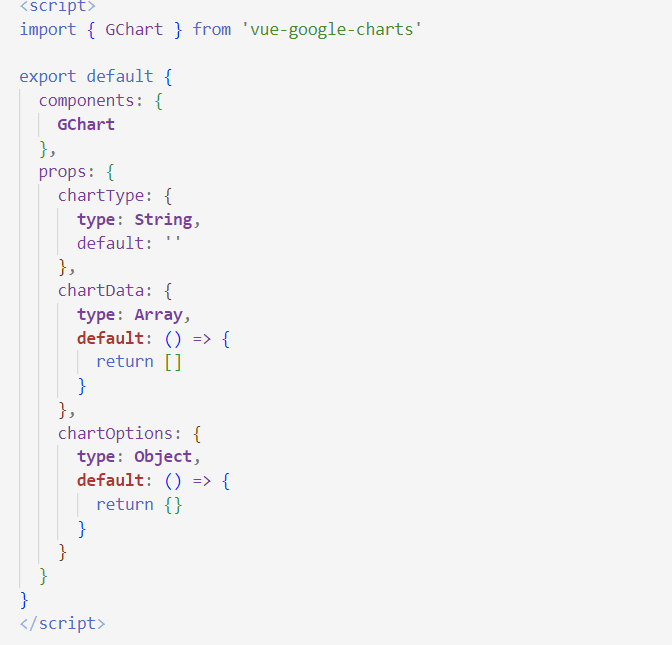 <script>
import { GChart } from 'vue-google-charts'

export default {
  components: {
    GChart
  },
  props: {
    chartType: {
      type: String,
      default: ''
    },
    chartData: {
      type: Array,
      default: () => {
        return []
      }
    },
    chartOptions: {
      type: Object,
      default: () => {
        return {}
      }
    }
  }
}
</script>